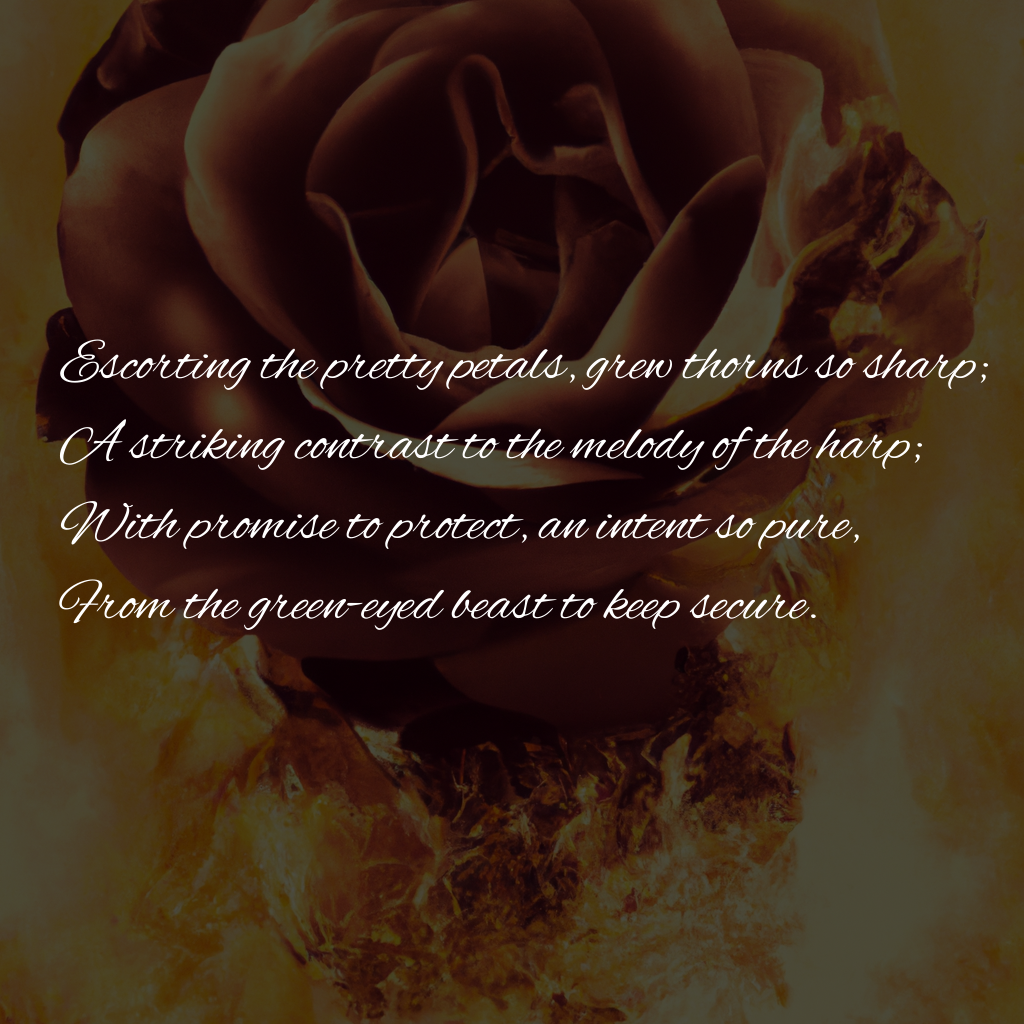 Escorting the pretty petals, grew thorns so sharp;
A striking contrast to the melody of the harp;
With promise to protect, an intent so pure,
From the green-eyed beast to keep secure.